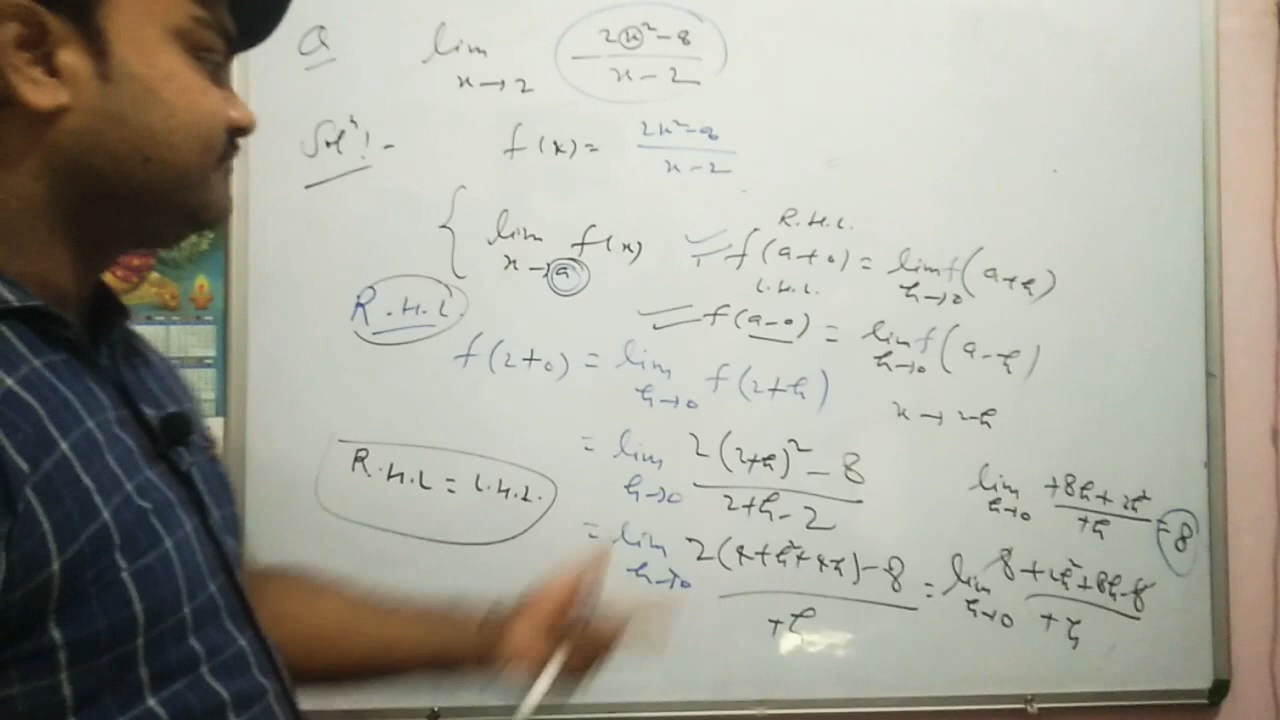 Q lim x→2 (2x²-8)/(x-2)
Solⁿ:- f(x)= (2x²-8)/(x-2)
{ lim x→a f(x)
R.H.L.
f(a+0) = lim h→0 f(a+h)
L.H.L.
f(a-0) = lim h→0 f(a-h)
x→2-h
R.H.L.
f(2+0) = lim h→0 f(2+h)
= lim h→0 (2(2+h)²-8)/(2+h-2)
= lim h→0 (2(4+h²+4h)-8)/(+h) = lim h→0 (8+2h²+8h-8)/(+h)
lim h→0 (+8h+2h²)/(+h) = 8
R.H.L = L.H.L.